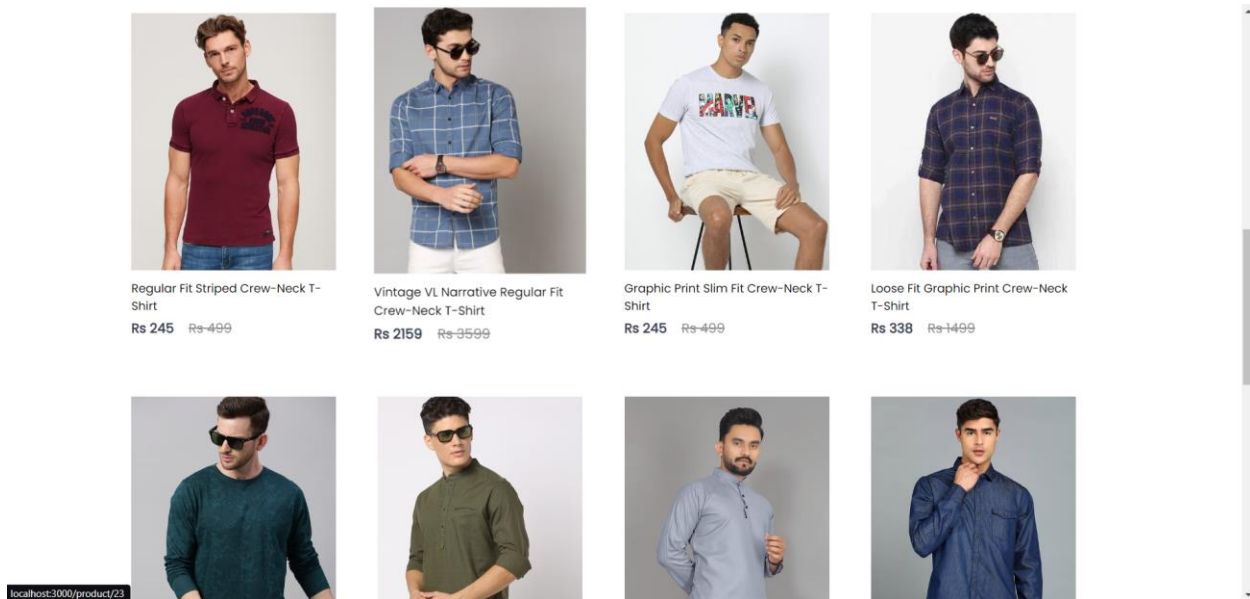 MARVEL
Regular Fit Striped Crew-Neck T-
Shirt
Rs 245 Rs 499
Vintage VL Narrative Regular Fit
Crew-Neck T-Shirt
Rs 2159 Rs 3599
Graphic Print Slim Fit Crew-Neck T-
Shirt
Rs 245 Rs 499
Loose Fit Graphic Print Crew-Neck
T-Shirt
Rs 338 Rs 1499
localhost:3000/product/23